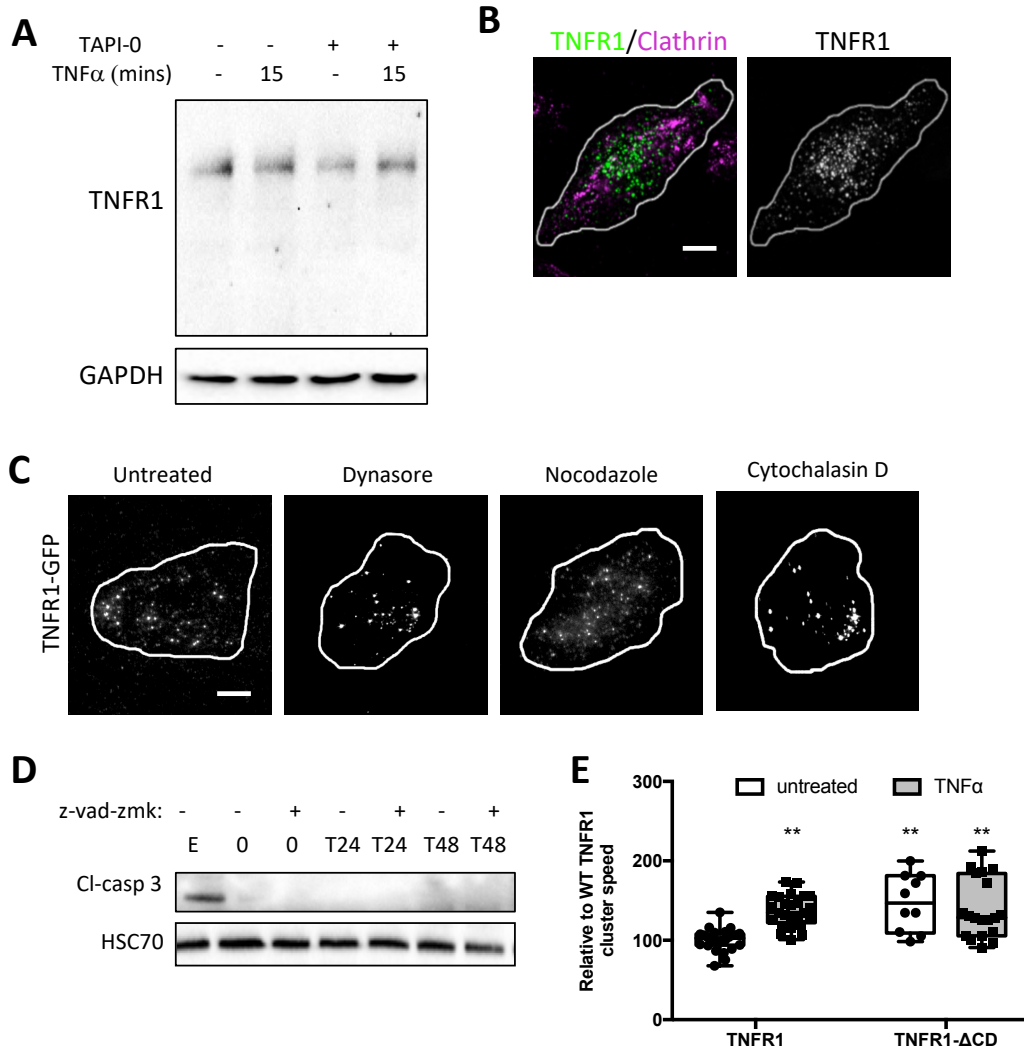 A
TAPI-0 - - + +
TNFα (mins) - 15 - 15
TNFR1
GAPDH
B
TNFR1/Clathrin TNFR1
C
Untreated Dynasore Nocodazole Cytochalasin D
TNFR1-GFP
D
z-vad-zmk: - - + - + - +
E 0 0 T24 T24 T48 T48
Cl-casp 3
HSC70
E
untreated TNFα
300
200
100
0
** ** **
Relative to WT TNFR1
cluster speed
TNFR1 TNFR1-ΔCD